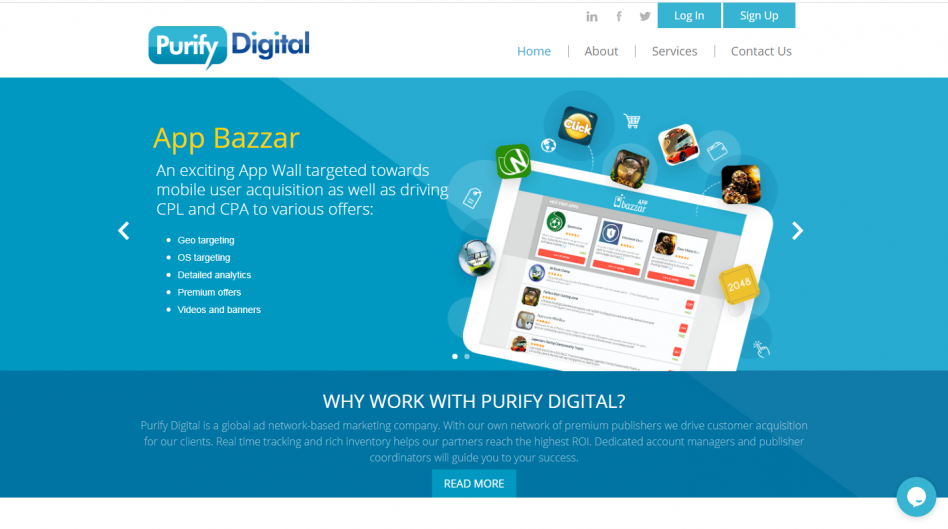 Log In
Sign Up
Purify Digital
Home
About
Services
Contact Us
App Bazzar
An exciting App Wall targeted towards
mobile user acquisition as well as driving
CPL and CPA to various offers:
Geo targeting
OS targeting
Detailed analytics
Premium offers
Videos and banners
Click
N
APP
bazzar
2048
WHY WORK WITH PURIFY DIGITAL?
Purify Digital is a global ad network-based marketing company. With our own network of premium publishers we drive customer acquisition
for our clients. Real time tracking and rich inventory helps our partners reach the highest ROI. Dedicated account managers and publisher
coordinators will guide you to your success.
READ MORE